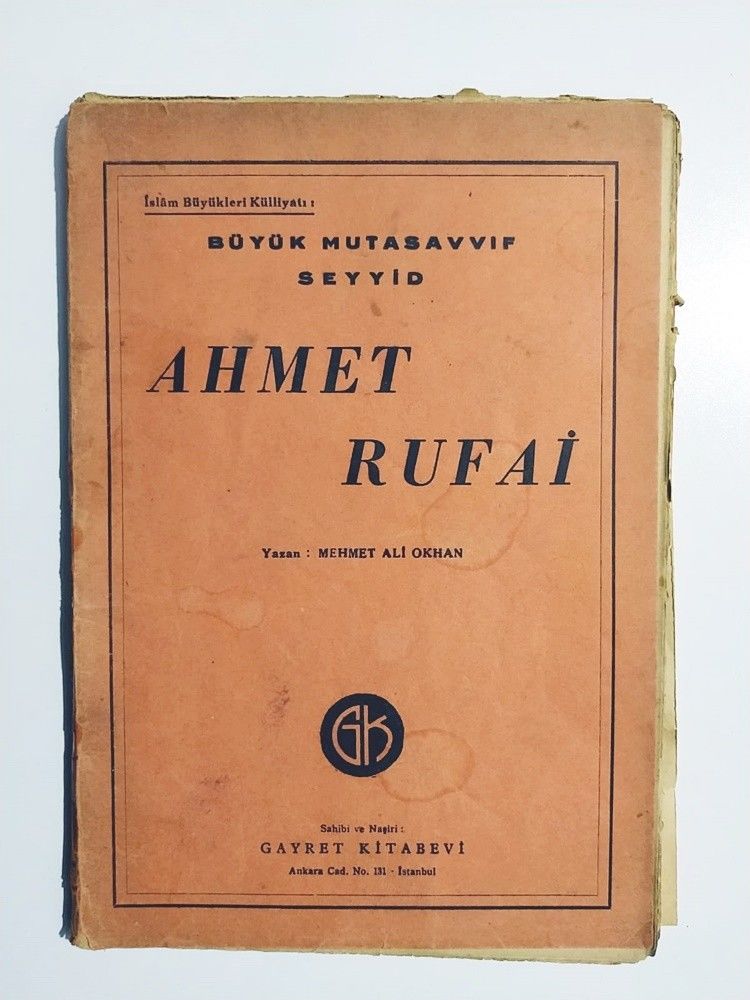 İslâm Büyükleri Külliyatı :
BÜYÜK MUTASAVVIF
SEYYİD
AHMET
RUFAİ
Yazan : MEHMET ALİ OKHAN
GK
Sahibi ve Naşiri :
GAYRET KİTABEVİ
Ankara Cad. No. 131 - İstanbul